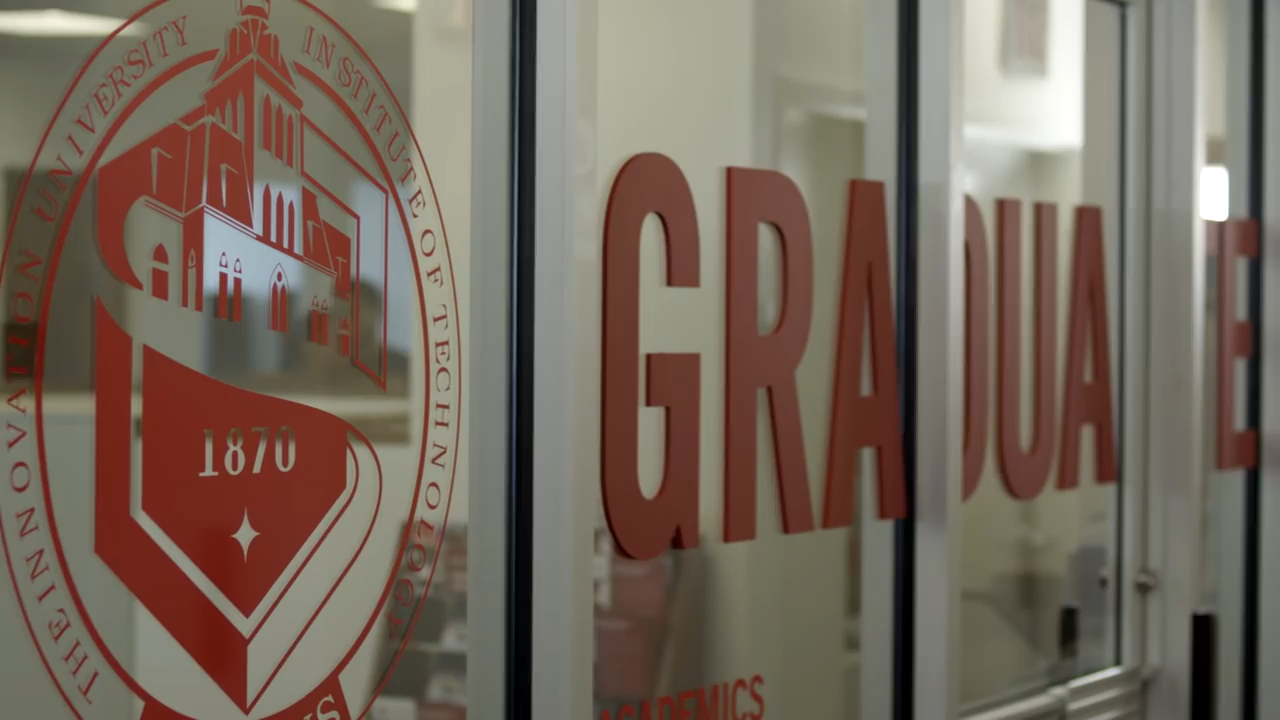 THE INNOVATION UNIVERSITY
INSTITUTE OF TECHNOLOGY
1870
GRADUATE
ACADEMICS